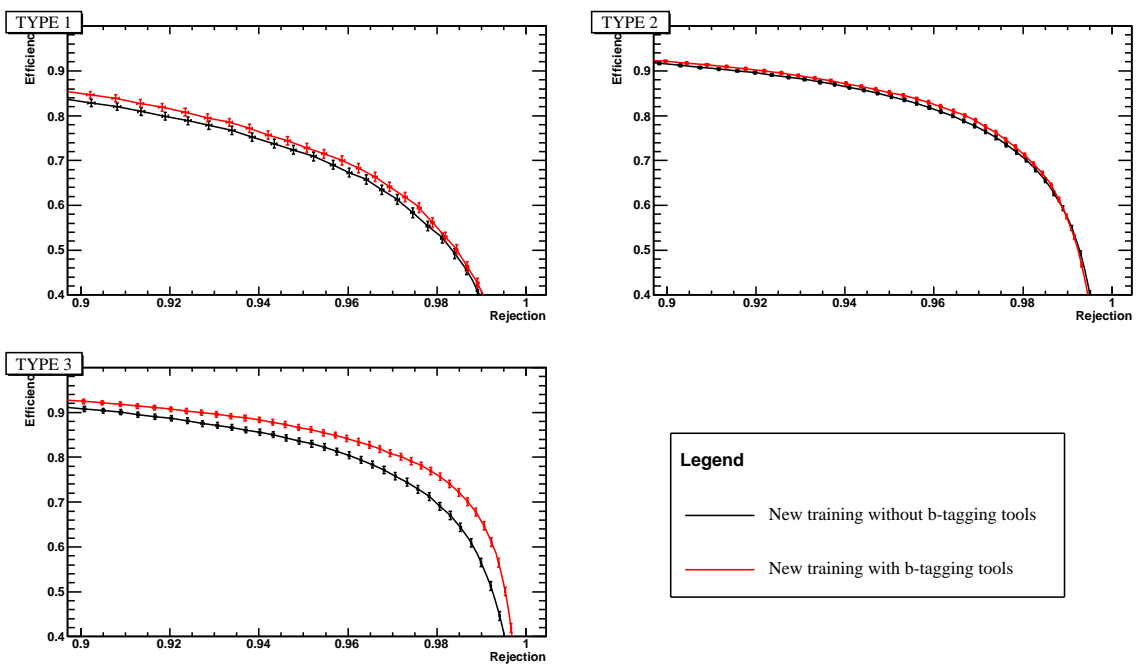 TYPE 1
Efficienc
0.9
0.8
0.7
0.6
0.5
0.4
0.9 0.92 0.94 0.96 0.98 1
Rejection
TYPE 2
Efficienc
0.9
0.8
0.7
0.6
0.5
0.4
0.9 0.92 0.94 0.96 0.98 1
Rejection
TYPE 3
Efficienc
0.9
0.8
0.7
0.6
0.5
0.4
0.9 0.92 0.94 0.96 0.98 1
Rejection
Legend
New training without b-tagging tools
New training with b-tagging tools